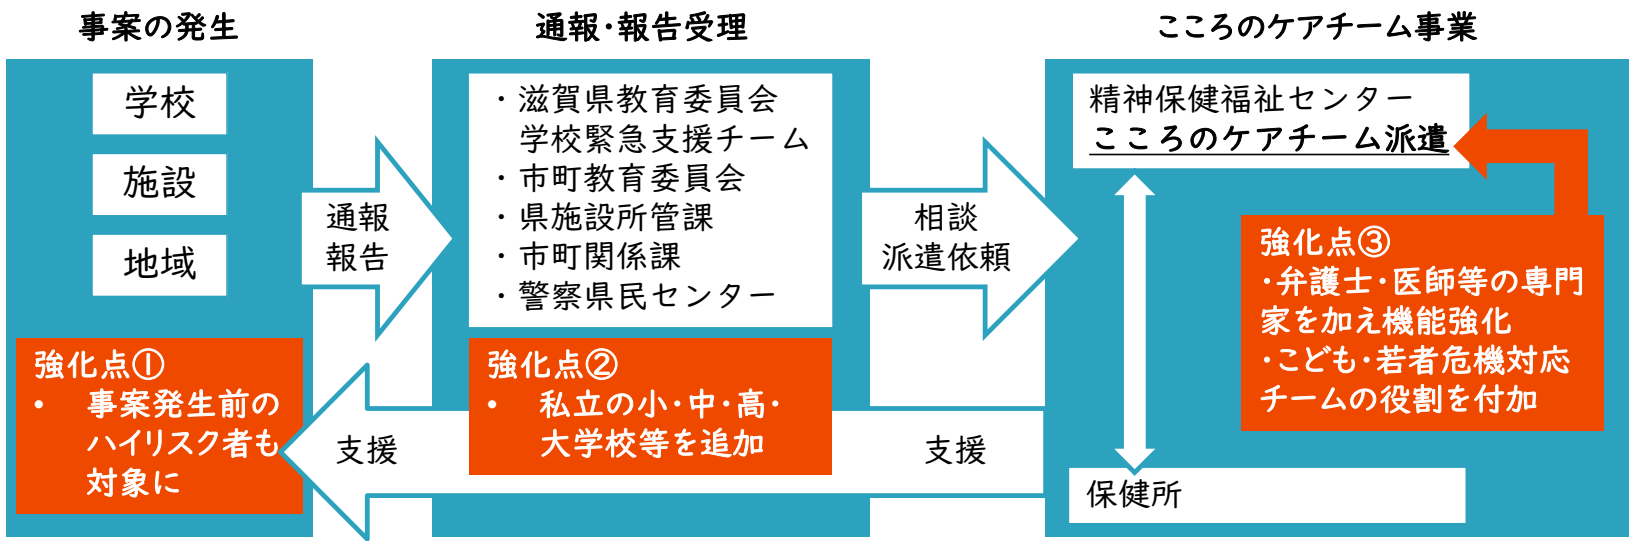 事案の発生
学校
施設
地域
強化点①
• 事案発生前の
ハイリスク者も
対象に
通報
報告
通報・報告受理
・滋賀県教育委員会
学校緊急支援チーム
・市町教育委員会
・県施設所管課
・市町関係課
・警察県民センター
強化点②
• 私立の小・中・高・
大学校等を追加
相談
派遣依頼
こころのケアチーム事業
精神保健福祉センター
こころのケアチーム派遣
強化点③
・弁護士・医師等の専門
家を加え機能強化
・こども・若者危機対応
チームの役割を付加
保健所
支援
支援